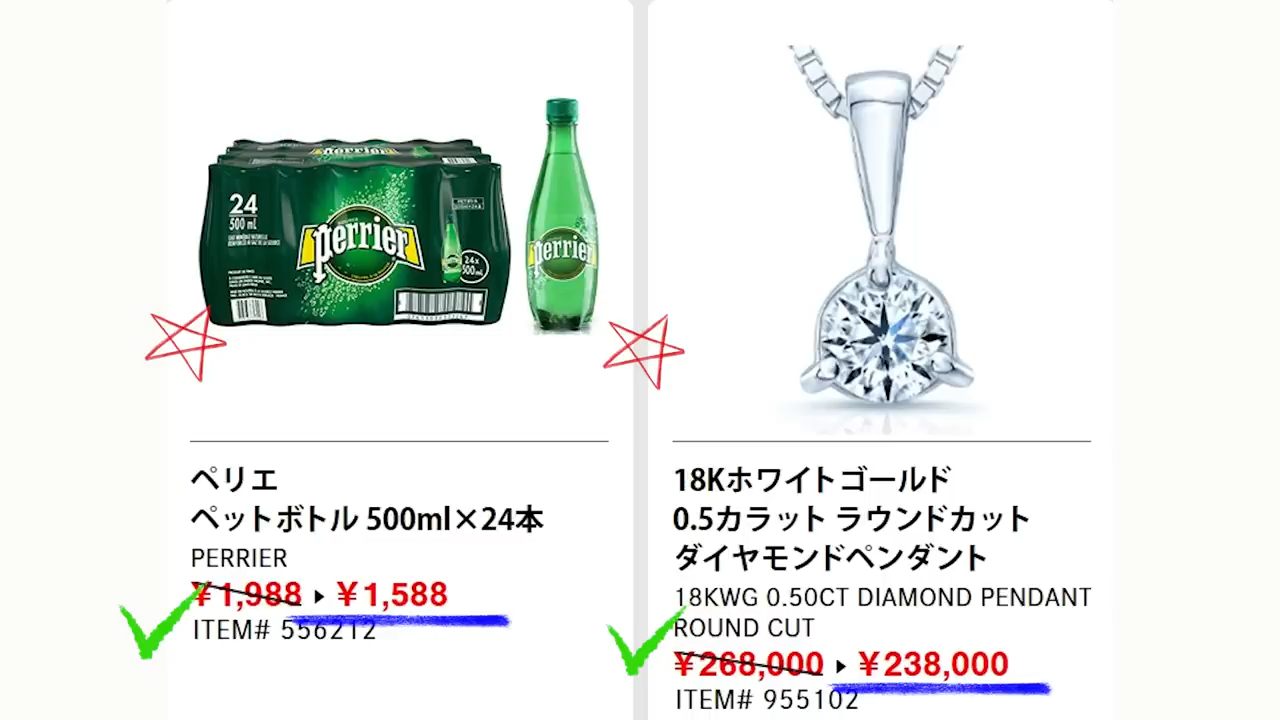 perrier
24
500 mL
perrier
24x
500mL
perrier
ペリエ
ペットボトル 500ml×24本
PERRIER
¥1,988 ▶ ¥1,588
ITEM# 556212
18Kホワイトゴールド
0.5カラット ラウンドカット
ダイヤモンドペンダント
18KWG 0.50CT DIAMOND PENDANT
ROUND CUT
¥268,000 ▶ ¥238,000
ITEM# 955102